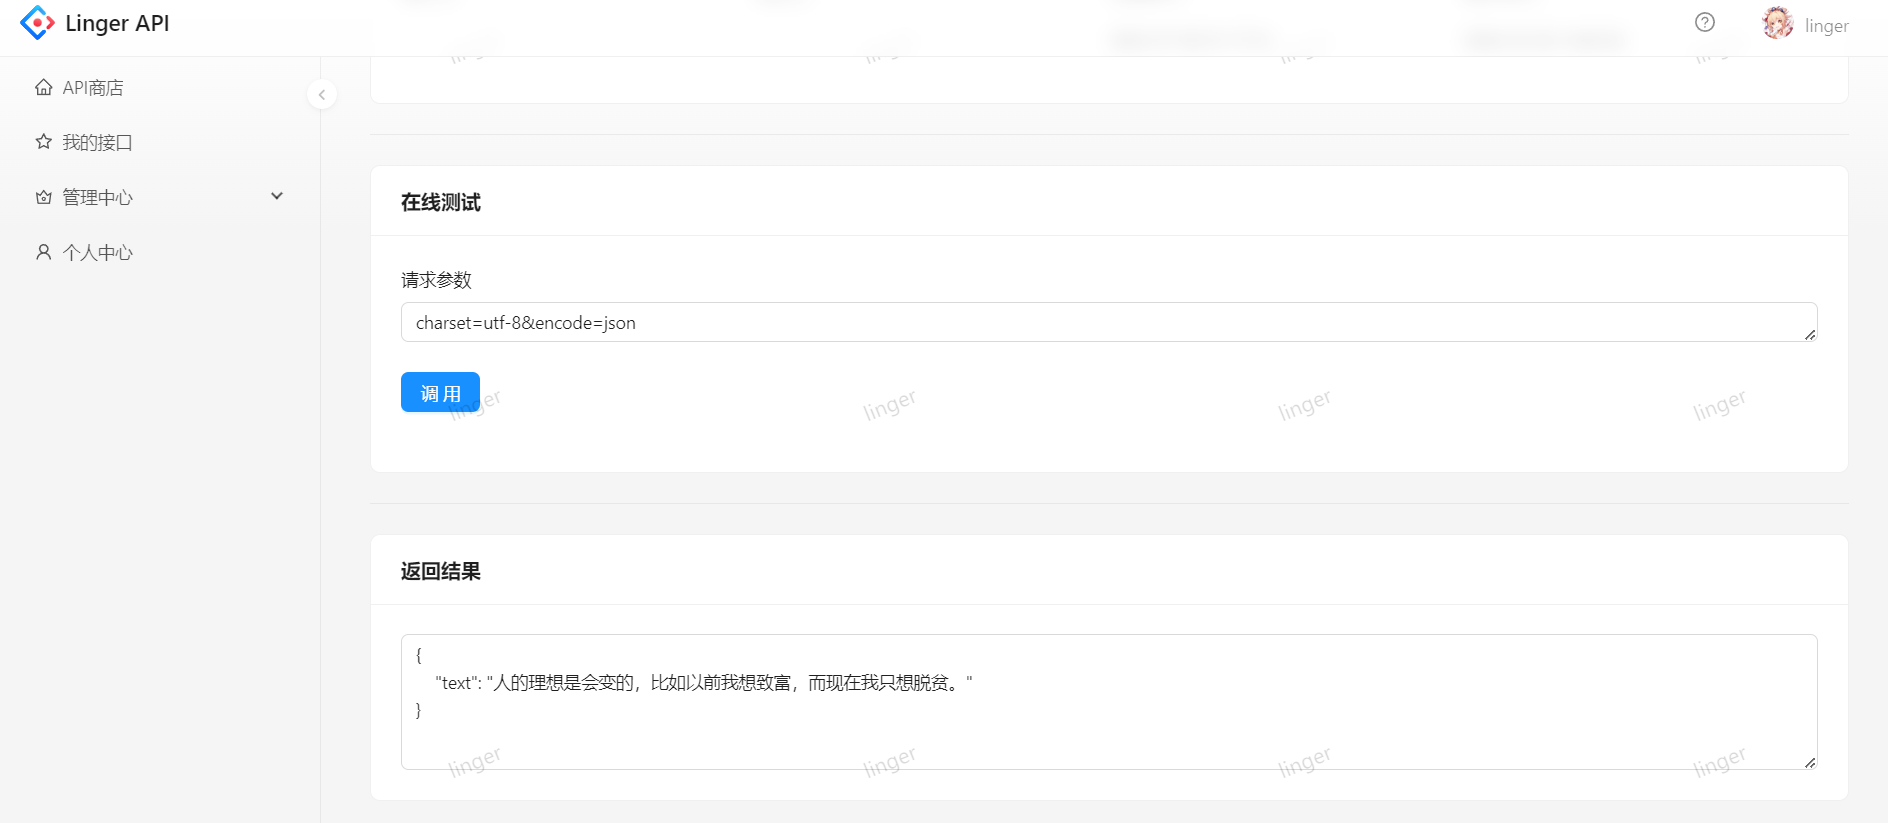 Linger API
linger
API商店
我的接口
管理中心
个人中心
在线测试
请求参数
charset=utf-8&encode=json
调 用
linger
linger
linger
linger
返回结果
{
"text": "人的理想是会变的，比如以前我想致富，而现在我只想脱贫。"
}
linger
linger
linger
linger